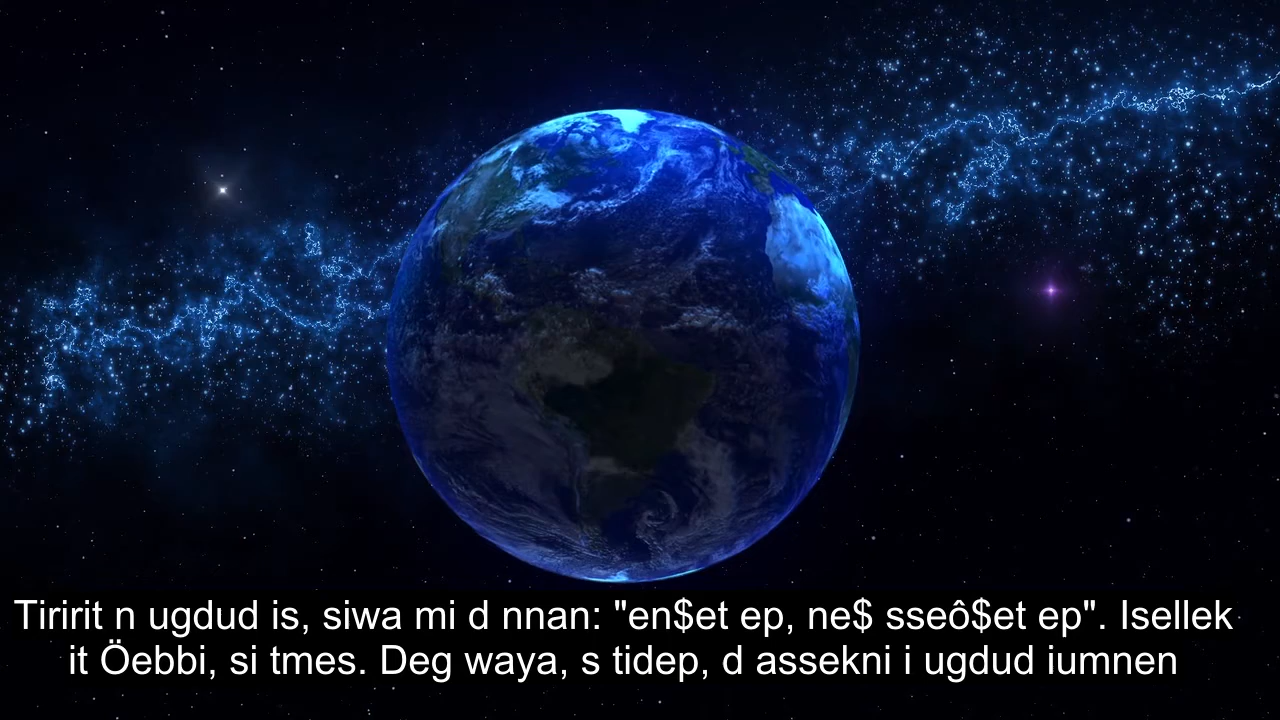 Tiririt n ugdud is, siwa mi d nnan: "en$et ep, ne$ sseô$et ep". Isellek
it Öebbi, si tmes. Deg waya, s tidep, d assekni i ugdud iumnen